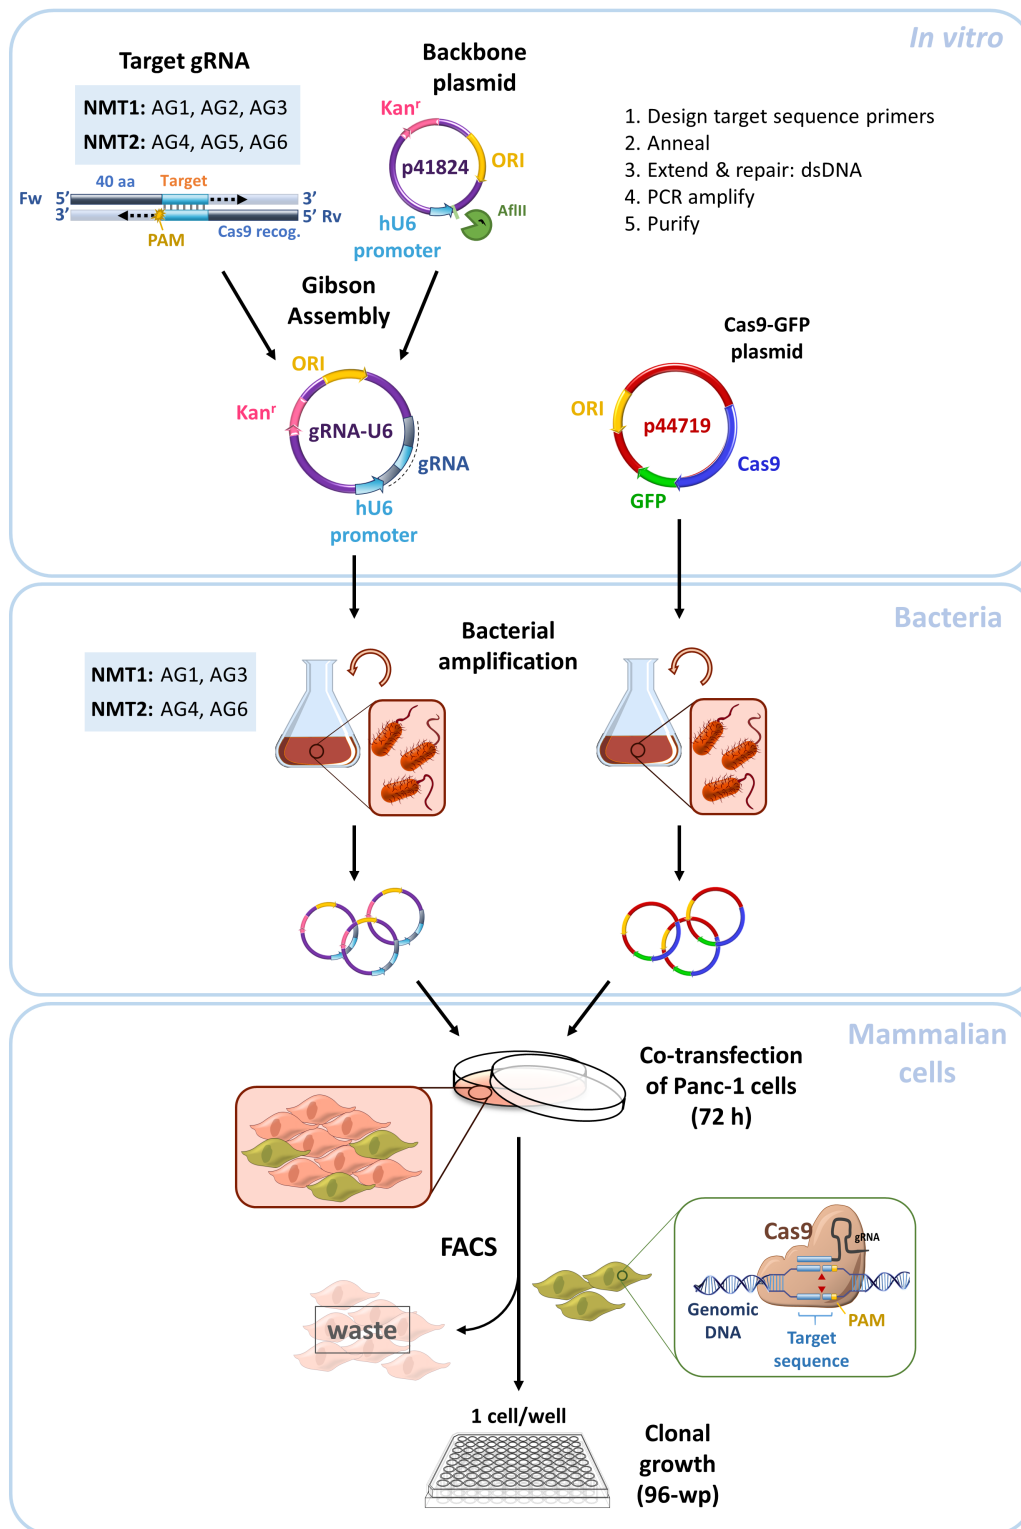 In vitro
Target gRNA
NMT1: AG1, AG2, AG3
NMT2: AG4, AG5, AG6
40 aa
Target
Fw 5’
3’
3’
5’ Rv
PAM
Cas9 recog.
Backbone
plasmid
Kanʳ
p41824
ORI
AflII
hU6
promoter
1. Design target sequence primers
2. Anneal
3. Extend & repair: dsDNA
4. PCR amplify
5. Purify
Gibson
Assembly
ORI
Kanʳ
gRNA-U6
gRNA
hU6
promoter
Cas9-GFP
plasmid
ORI
p44719
Cas9
GFP
Bacteria
Bacterial
amplification
NMT1: AG1, AG3
NMT2: AG4, AG6
Mammalian
cells
Co-transfection
of Panc-1 cells
(72 h)
FACS
waste
Cas9
gRNA
Genomic
DNA
PAM
Target
sequence
1 cell/well
Clonal
growth
(96-wp)